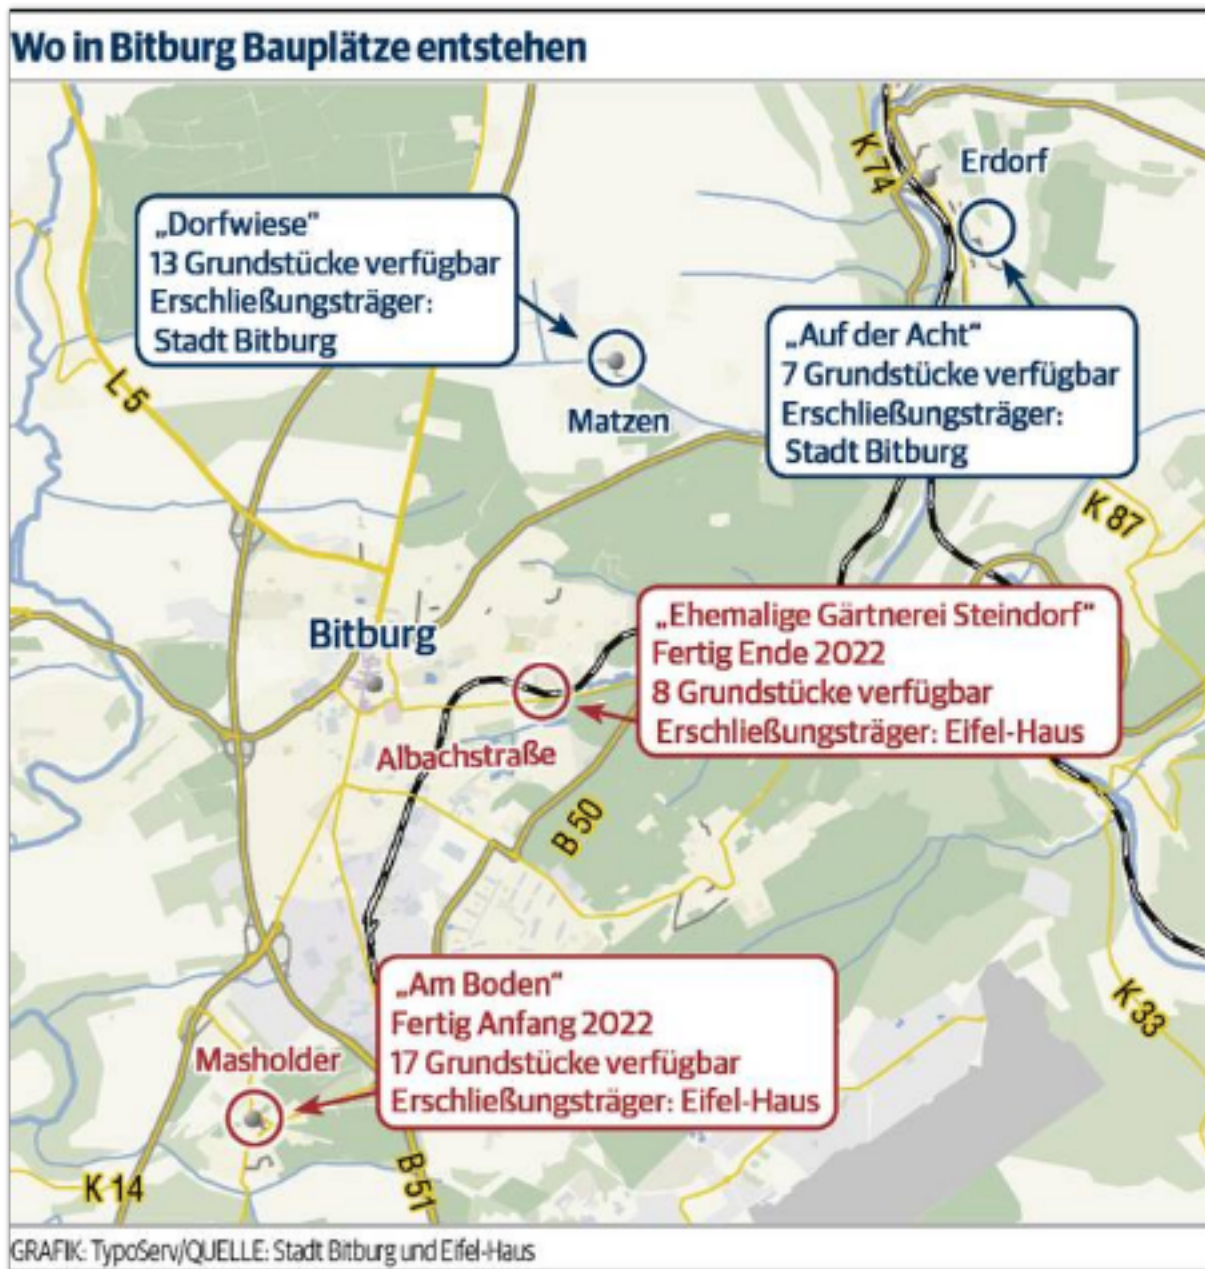 Wo in Bitburg Bauplätze entstehen
K 74
Erdorf
„Dorfwiese“
13 Grundstücke verfügbar
Erschließungsträger:
Stadt Bitburg
„Auf der Acht“
7 Grundstücke verfügbar
Erschließungsträger:
Stadt Bitburg
L 5
Matzen
K 87
Bitburg
„Ehemalige Gärtnerei Steindorf“
Fertig Ende 2022
8 Grundstücke verfügbar
Erschließungsträger: Eifel-Haus
Albachstraße
B 50
„Am Boden“
Fertig Anfang 2022
17 Grundstücke verfügbar
Erschließungsträger: Eifel-Haus
Masholder
K 33
K 14
B 51
GRAFIK: TypoServ/QUELLE: Stadt Bitburg und Eifel-Haus